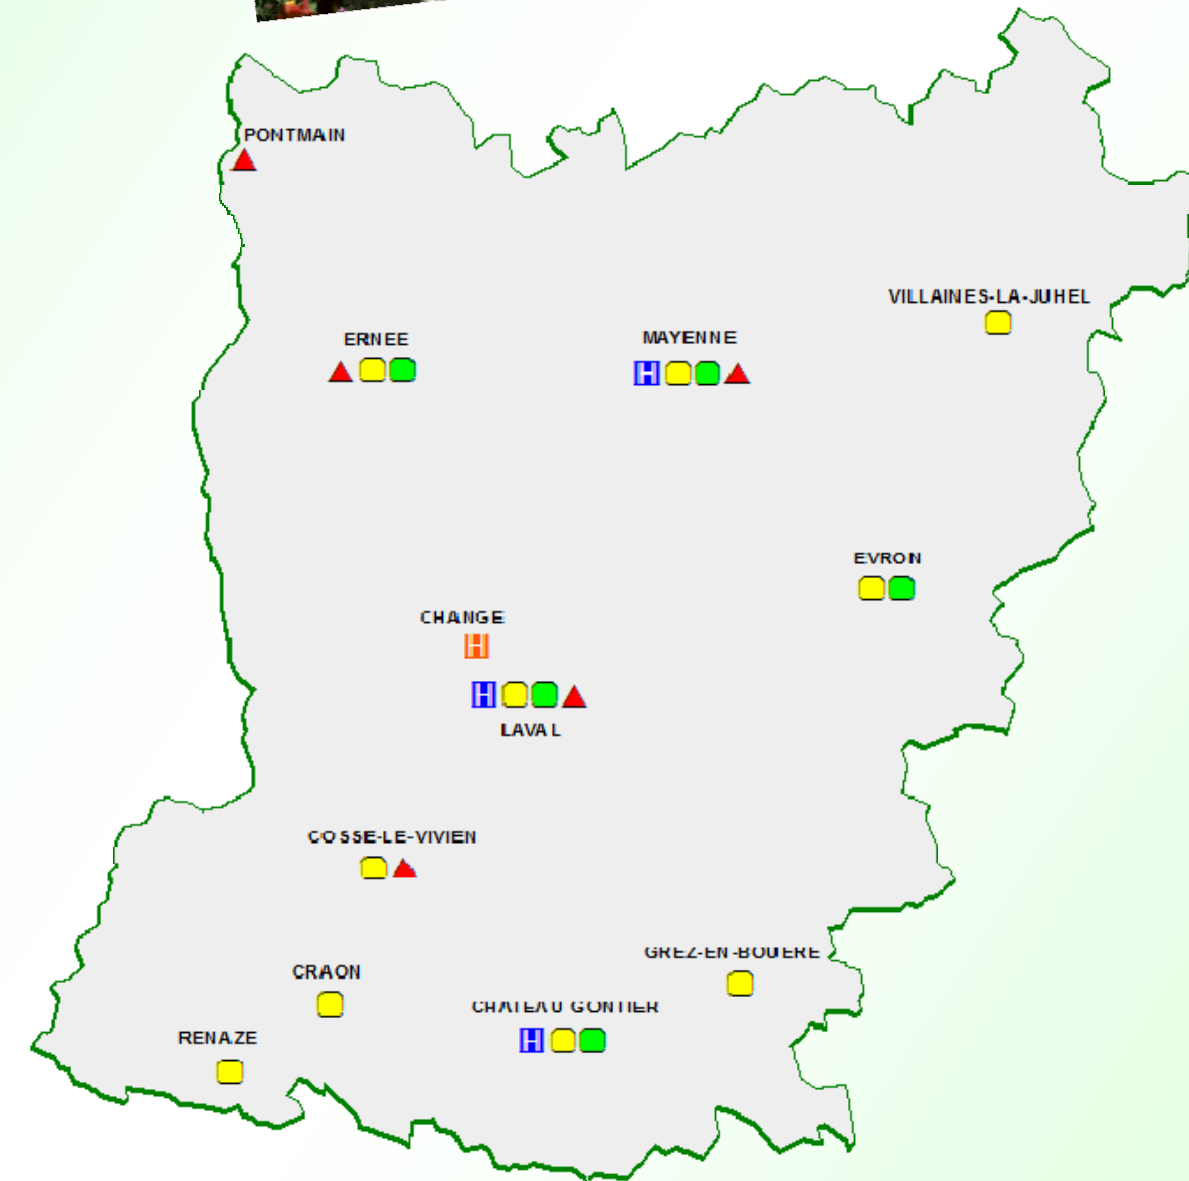 PONTMAIN
VILLAINES-LA-JUHEL
ERNEE
MAYENNE
H
EVRON
CHANGE
H
H
LAVAL
COSSE-LE-VIVIEN
GREZ-EN-BOUERE
CRAON
CHATEAU GONTIER
RENAZE
H